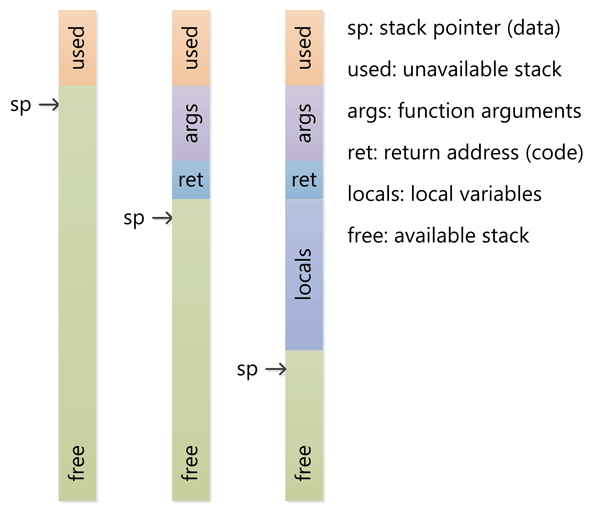 used
sp
free
used
args
ret
sp
free
used
args
ret
locals
sp
free
sp: stack pointer (data)
used: unavailable stack
args: function arguments
ret: return address (code)
locals: local variables
free: available stack